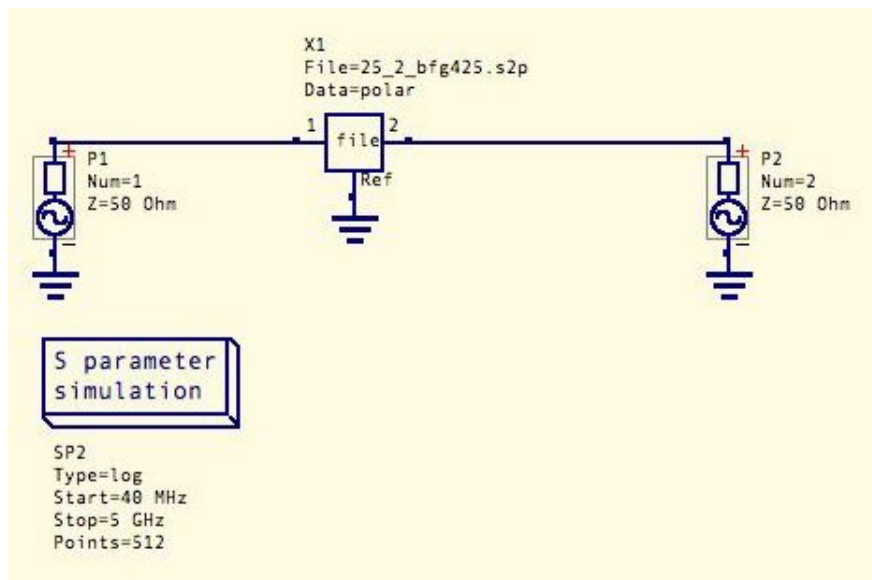 X1
File=25_2_bfg425.s2p
Data=polar
1
file
2
Ref
+
P1
Num=1
Z=50 Ohm
-
+
P2
Num=2
Z=50 Ohm
-
S parameter
simulation
SP2
Type=log
Start=40 MHz
Stop=5 GHz
Points=512